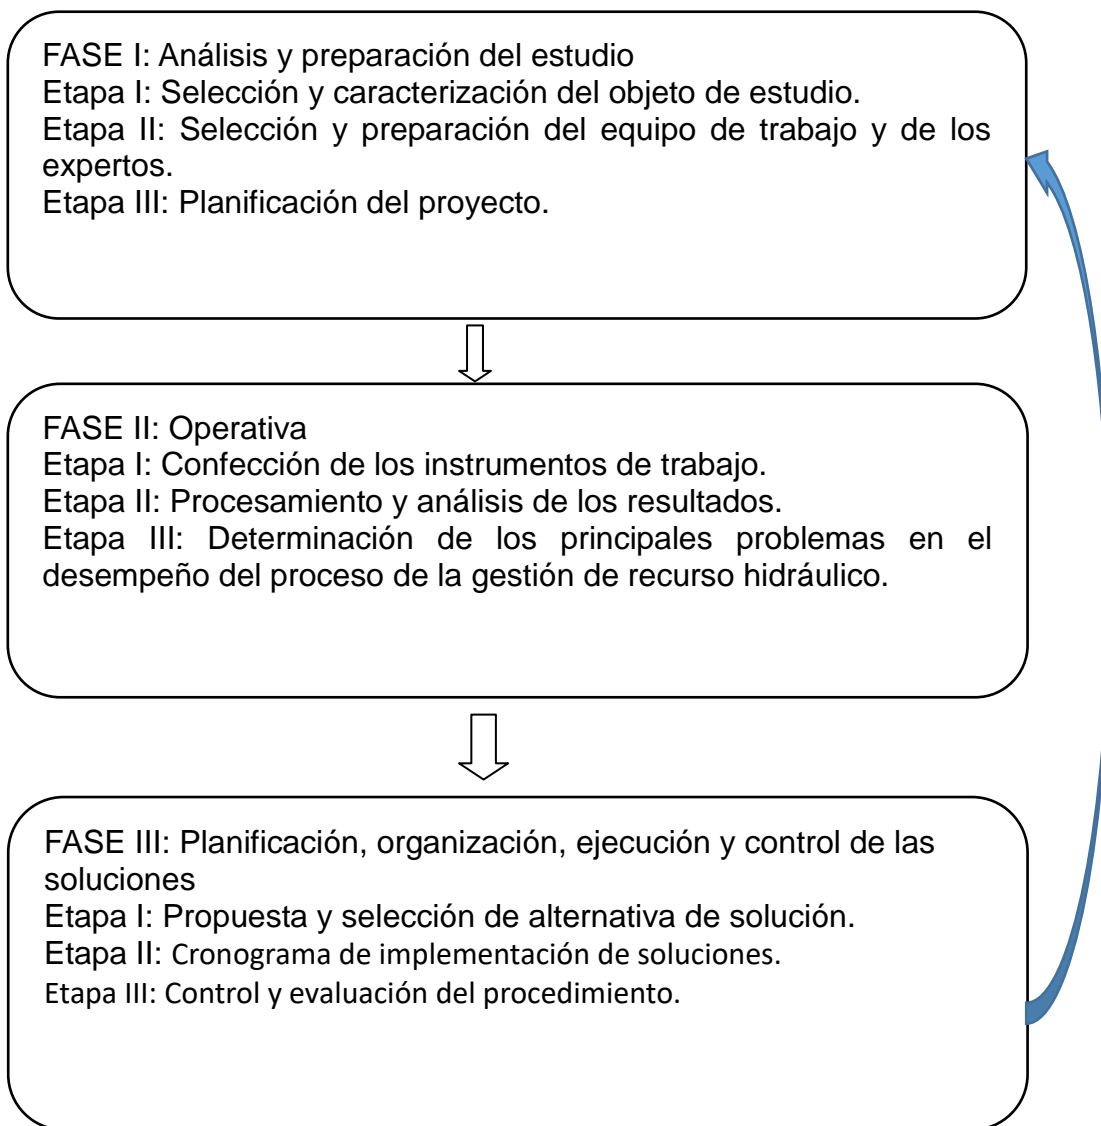 FASE I: Análisis y preparación del estudio
Etapa I: Selección y caracterización del objeto de estudio.
Etapa II: Selección y preparación del equipo de trabajo y de los
expertos.
Etapa III: Planificación del proyecto.
FASE II: Operativa
Etapa I: Confección de los instrumentos de trabajo.
Etapa II: Procesamiento y análisis de los resultados.
Etapa III: Determinación de los principales problemas en el
desempeño del proceso de la gestión de recurso hidráulico.
FASE III: Planificación, organización, ejecución y control de las
soluciones
Etapa I: Propuesta y selección de alternativa de solución.
Etapa II: Cronograma de implementación de soluciones.
Etapa III: Control y evaluación del procedimiento.